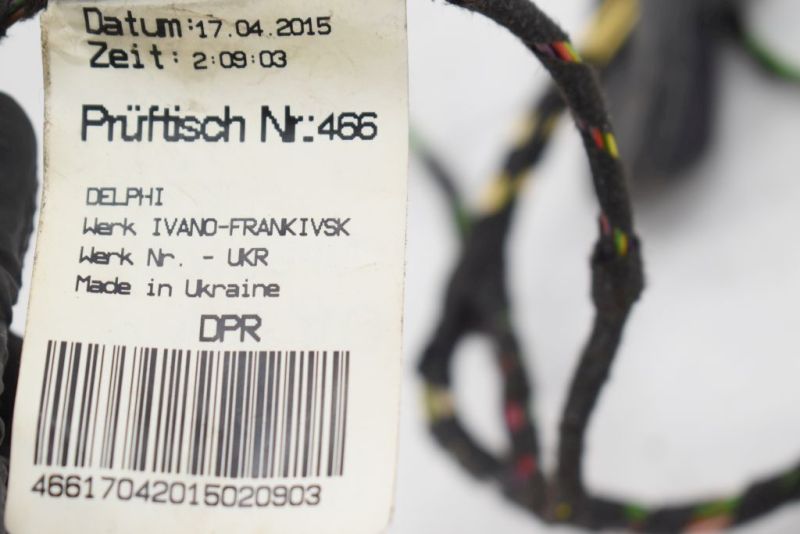 Datum:17.04.2015
Zeit: 2:09:03
Prüftisch Nr.:466
DELPHI
Werk IVANO-FRANKIVSK
Werk Nr. - UKR
Made in Ukraine
DPR
46617042015020903